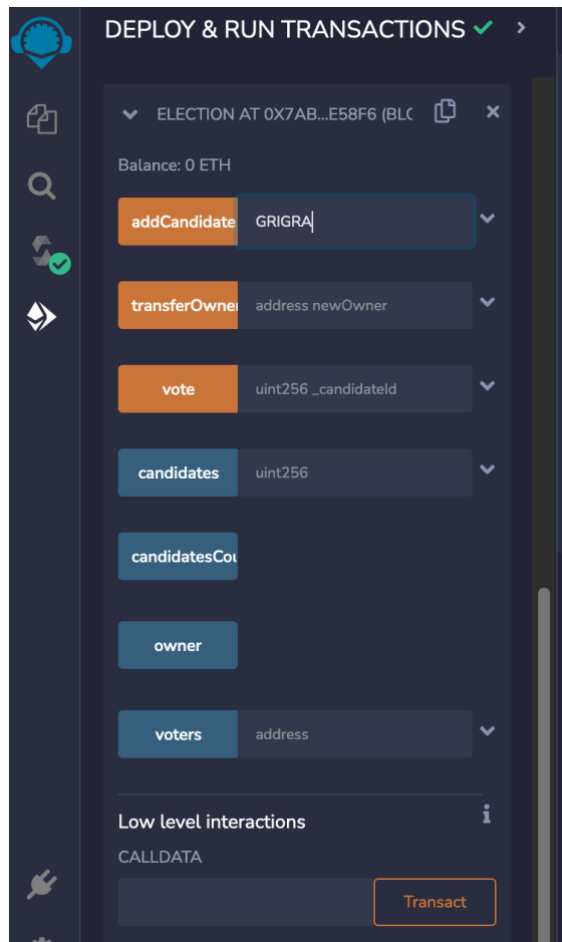 DEPLOY & RUN TRANSACTIONS
ELECTION AT 0X7AB...E58F6 (BLC
Balance: 0 ETH
addCandidate GRIGRA
transferOwner address newOwner
vote uint256 _candidateId
candidates uint256
candidatesCou
owner
voters address
Low level interactions
CALLDATA
Transact